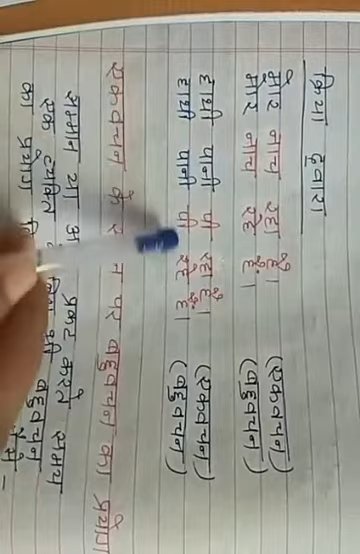 क्रिया द्वारा
मोर नाच रहा है। (एकवचन)
मोर नाच रहे हैं। (बहुवचन)
हाथी पानी पी रहा है। (एकवचन)
हाथी पानी पी रहे हैं। (बहुवचन)
एकवचन के न पर बहुवचन का प्रयोग
सम्मान या प्रकट करते समय
एक व्यक्ति के लिए भी बहुवचन
का प्रयोग जैसे -